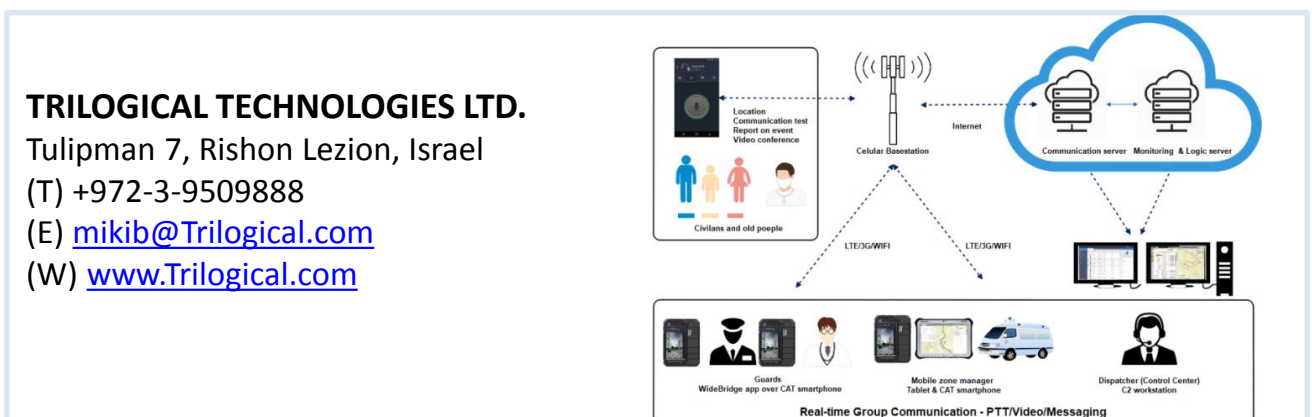 TRILOGICAL TECHNOLOGIES LTD.
Tulipman 7, Rishon Lezion, Israel
(T) +972-3-9509888
(E) mikib@Trilogical.com
(W) www.Trilogical.com
Location
Communication test
Report on event
Video conference
Civilans and old poeple
Celular Basestation
Internet
Communication server
Monitoring & Logic server
LTE/3G/WIFI
LTE/3G/WIFI
Guards
WideBridge app over CAT smartphone
Mobile zone manager
Tablet & CAT smartphone
Dispatcher (Control Center)
C2 workstation
Real-time Group Communication - PTT/Video/Messaging